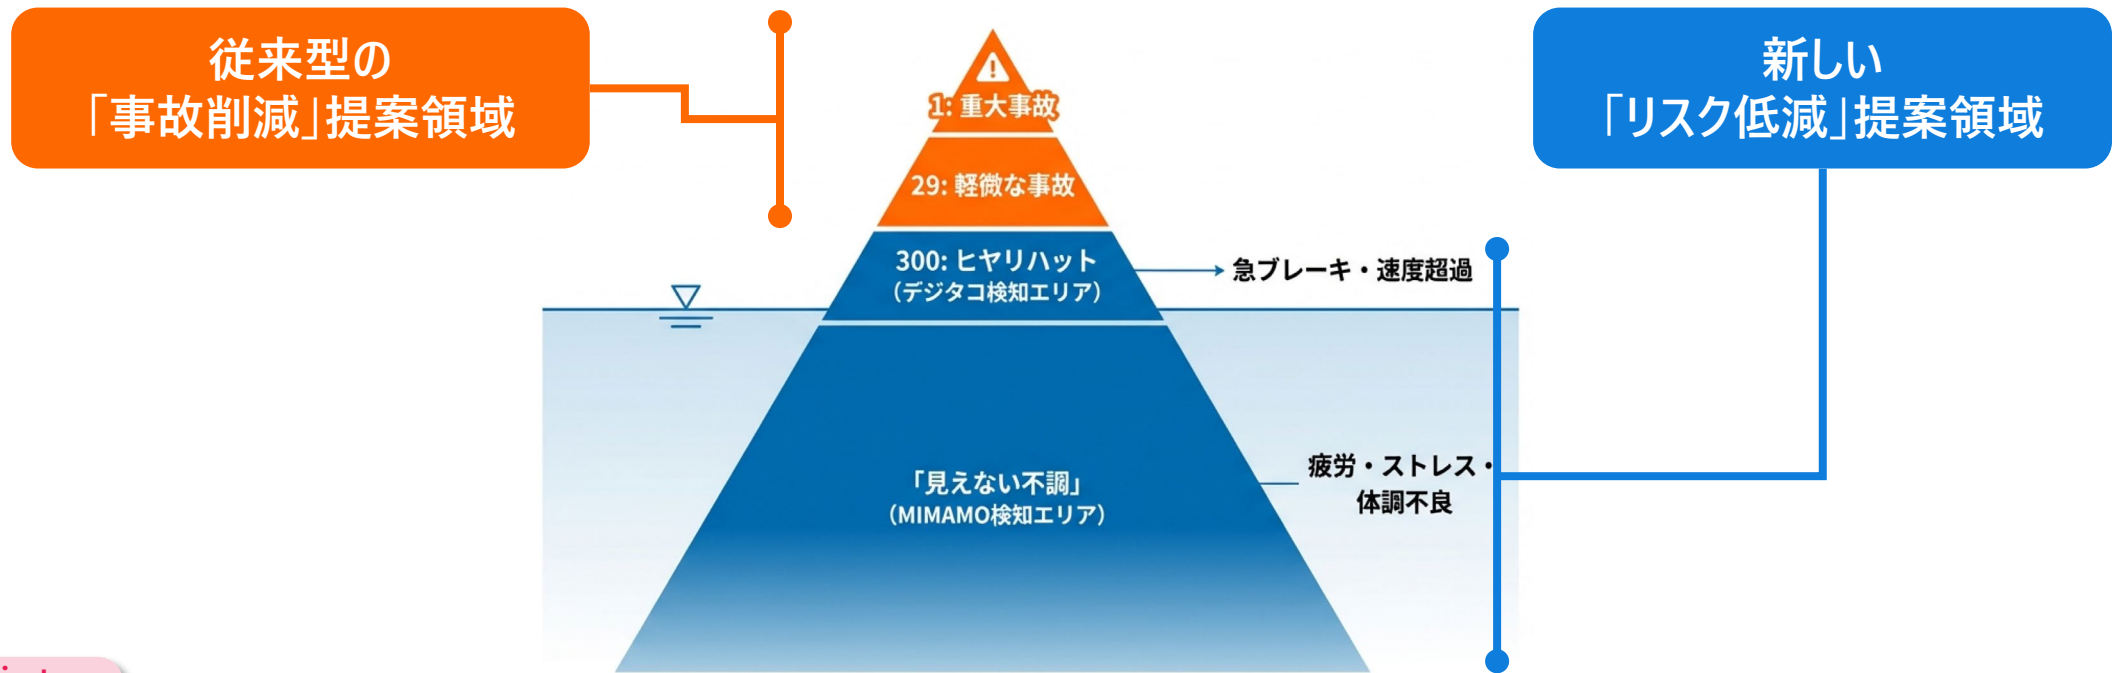 従来型の
「事故削減」提案領域
新しい
「リスク低減」提案領域
1: 重大事故
29: 軽微な事故
300: ヒヤリハット
（デジタコ検知エリア）
急ブレーキ・速度超過
「見えない不調」
（MIMAMO検知エリア）
疲労・ストレス・
体調不良